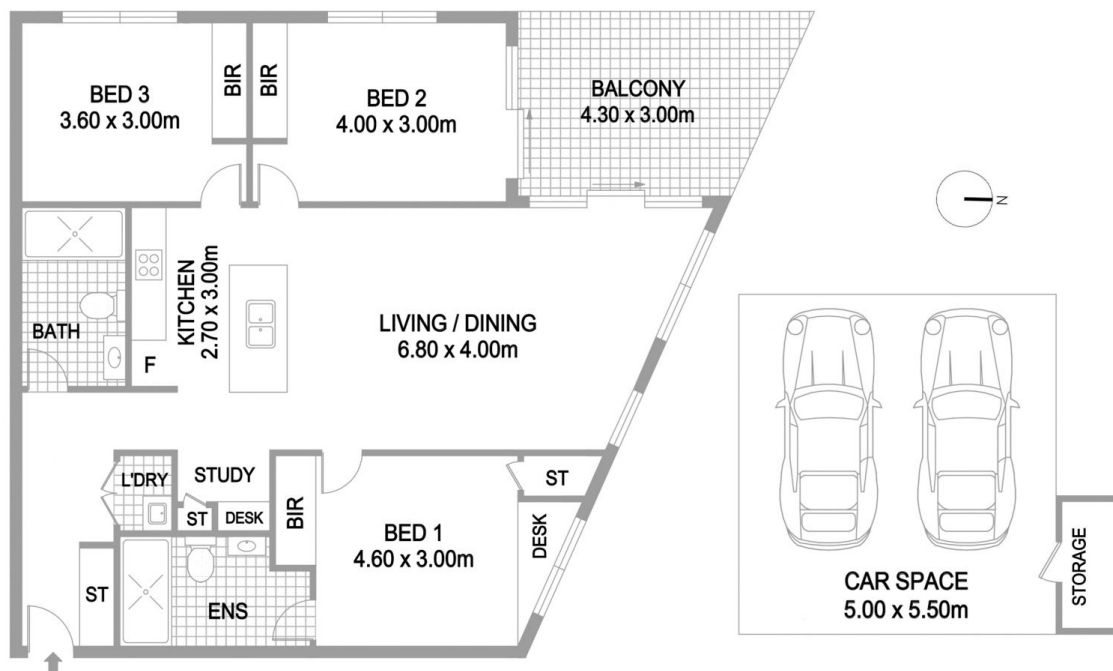 BED 3
3.60 x 3.00m
BIR
BIR
BED 2
4.00 x 3.00m
BALCONY
4.30 x 3.00m
N
BATH
KITCHEN
2.70 x 3.00m
F
LIVING / DINING
6.80 x 4.00m
L'DRY
STUDY
ST
DESK
BIR
BED 1
4.60 x 3.00m
ST
DESK
ST
ENS
CAR SPACE
5.00 x 5.50m
STORAGE